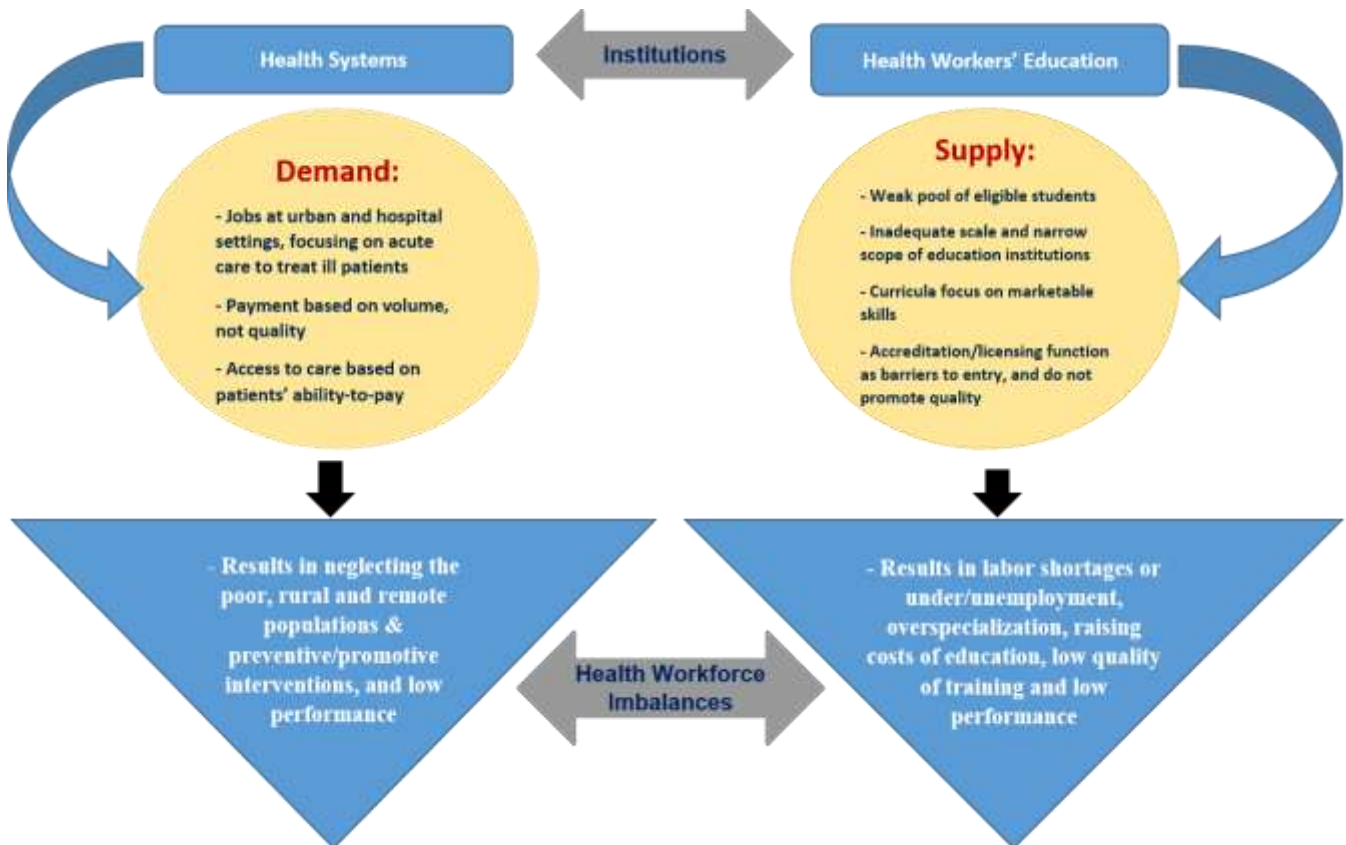 Health Systems
Institutions
Health Workers' Education
Demand:
- Jobs at urban and hospital
settings, focusing on acute
care to treat ill patients
- Payment based on volume,
not quality
- Access to care based on
patients' ability-to-pay
Supply:
- Weak pool of eligible students
- Inadequate scale and narrow
scope of education institutions
- Curricula focus on marketable
skills
- Accreditation/licensing function
as barriers to entry, and do not
promote quality
- Results in neglecting the
poor, rural and remote
populations &
preventive/promotive
interventions, and low
performance
Health Workforce
Imbalances
- Results in labor shortages or
under/unemployment,
overspecialization, raising
costs of education, low quality
of training and low
performance